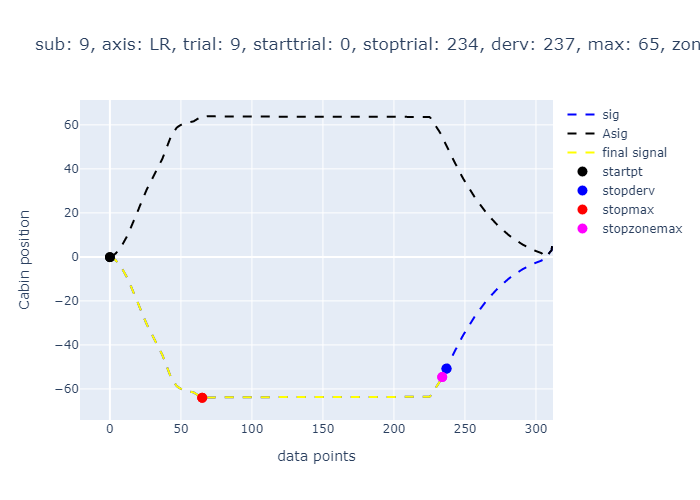 sub: 9, axis: LR, trial: 9, starttrial: 0, stoptrial: 234, derv: 237, max: 65, zon
60
40
20
0
−20
−40
−60
0
50
100
150
200
250
300
Cabin position
data points
sig
Asig
final signal
startpt
stopderv
stopmax
stopzonemax